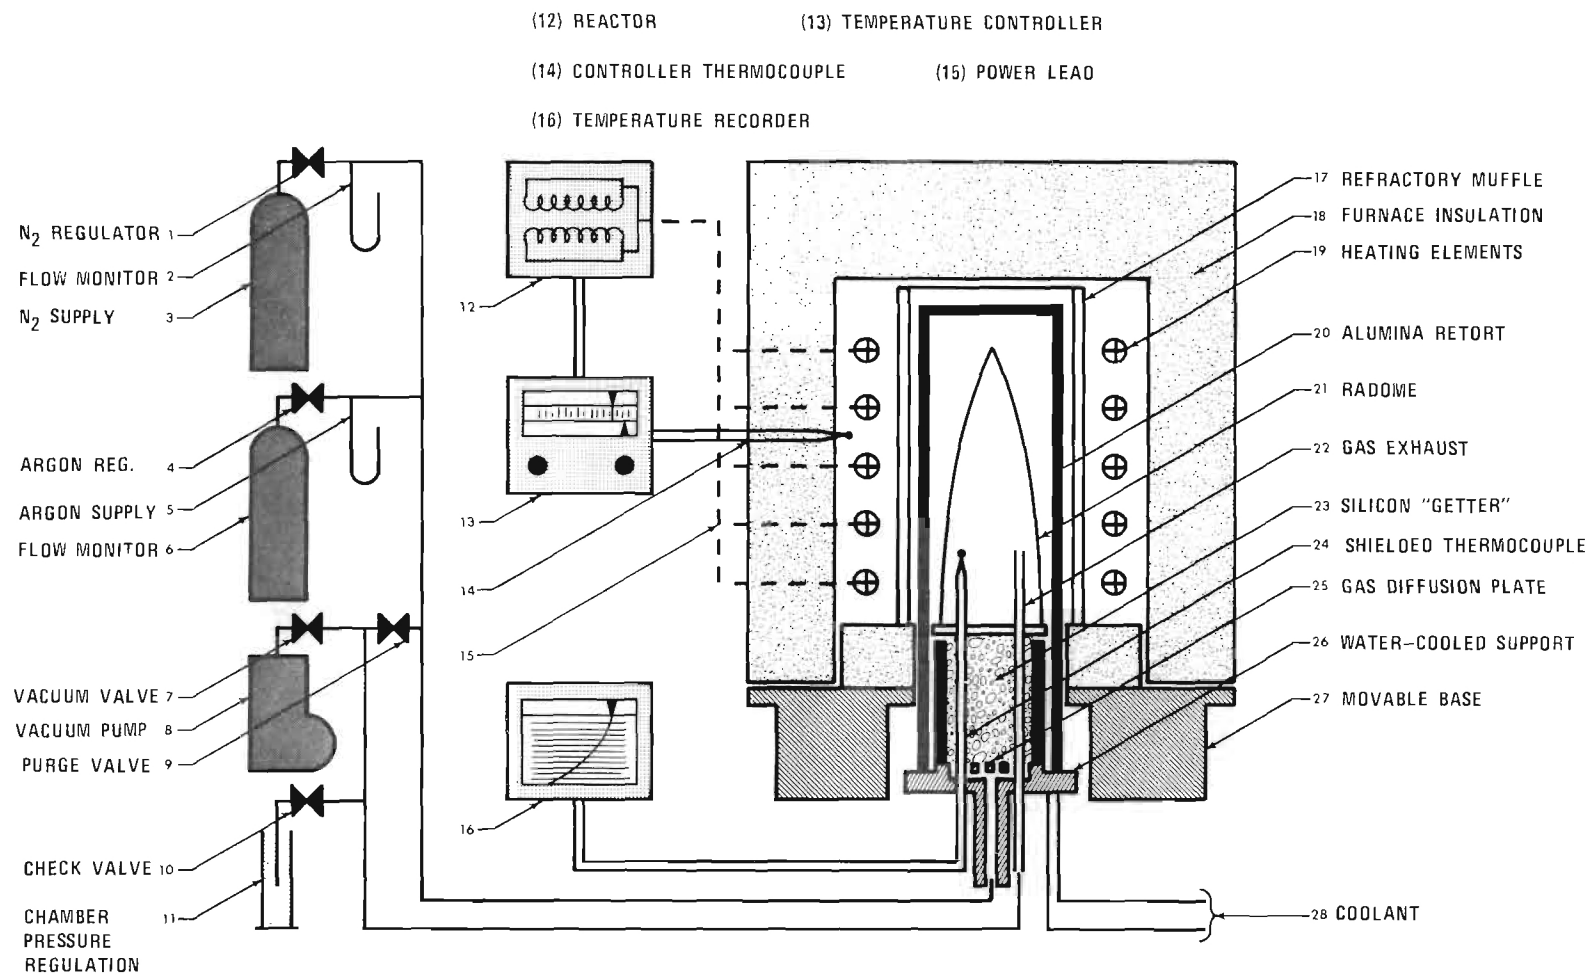 (12) REACTOR (13) TEMPERATURE CONTROLLER
(14) CONTROLLER THERMOCOUPLE (15) POWER LEAD
(16) TEMPERATURE RECORDER
N2 REGULATOR 1
FLOW MONITOR 2
N2 SUPPLY 3
ARGON REG. 4
ARGON SUPPLY 5
FLOW MONITOR 6
VACUUM VALVE 7
VACUUM PUMP 8
PURGE VALVE 9
CHECK VALVE 10
CHAMBER 11
PRESSURE
REGULATION
12
13
14
15
16
17 REFRACTORY MUFFLE
18 FURNACE INSULATION
19 HEATING ELEMENTS
20 ALUMINA RETORT
21 RADOME
22 GAS EXHAUST
23 SILICON "GETTER"
24 SHIELDED THERMOCOUPLE
25 GAS DIFFUSION PLATE
26 WATER-COOLED SUPPORT
27 MOVABLE BASE
28 COOLANT